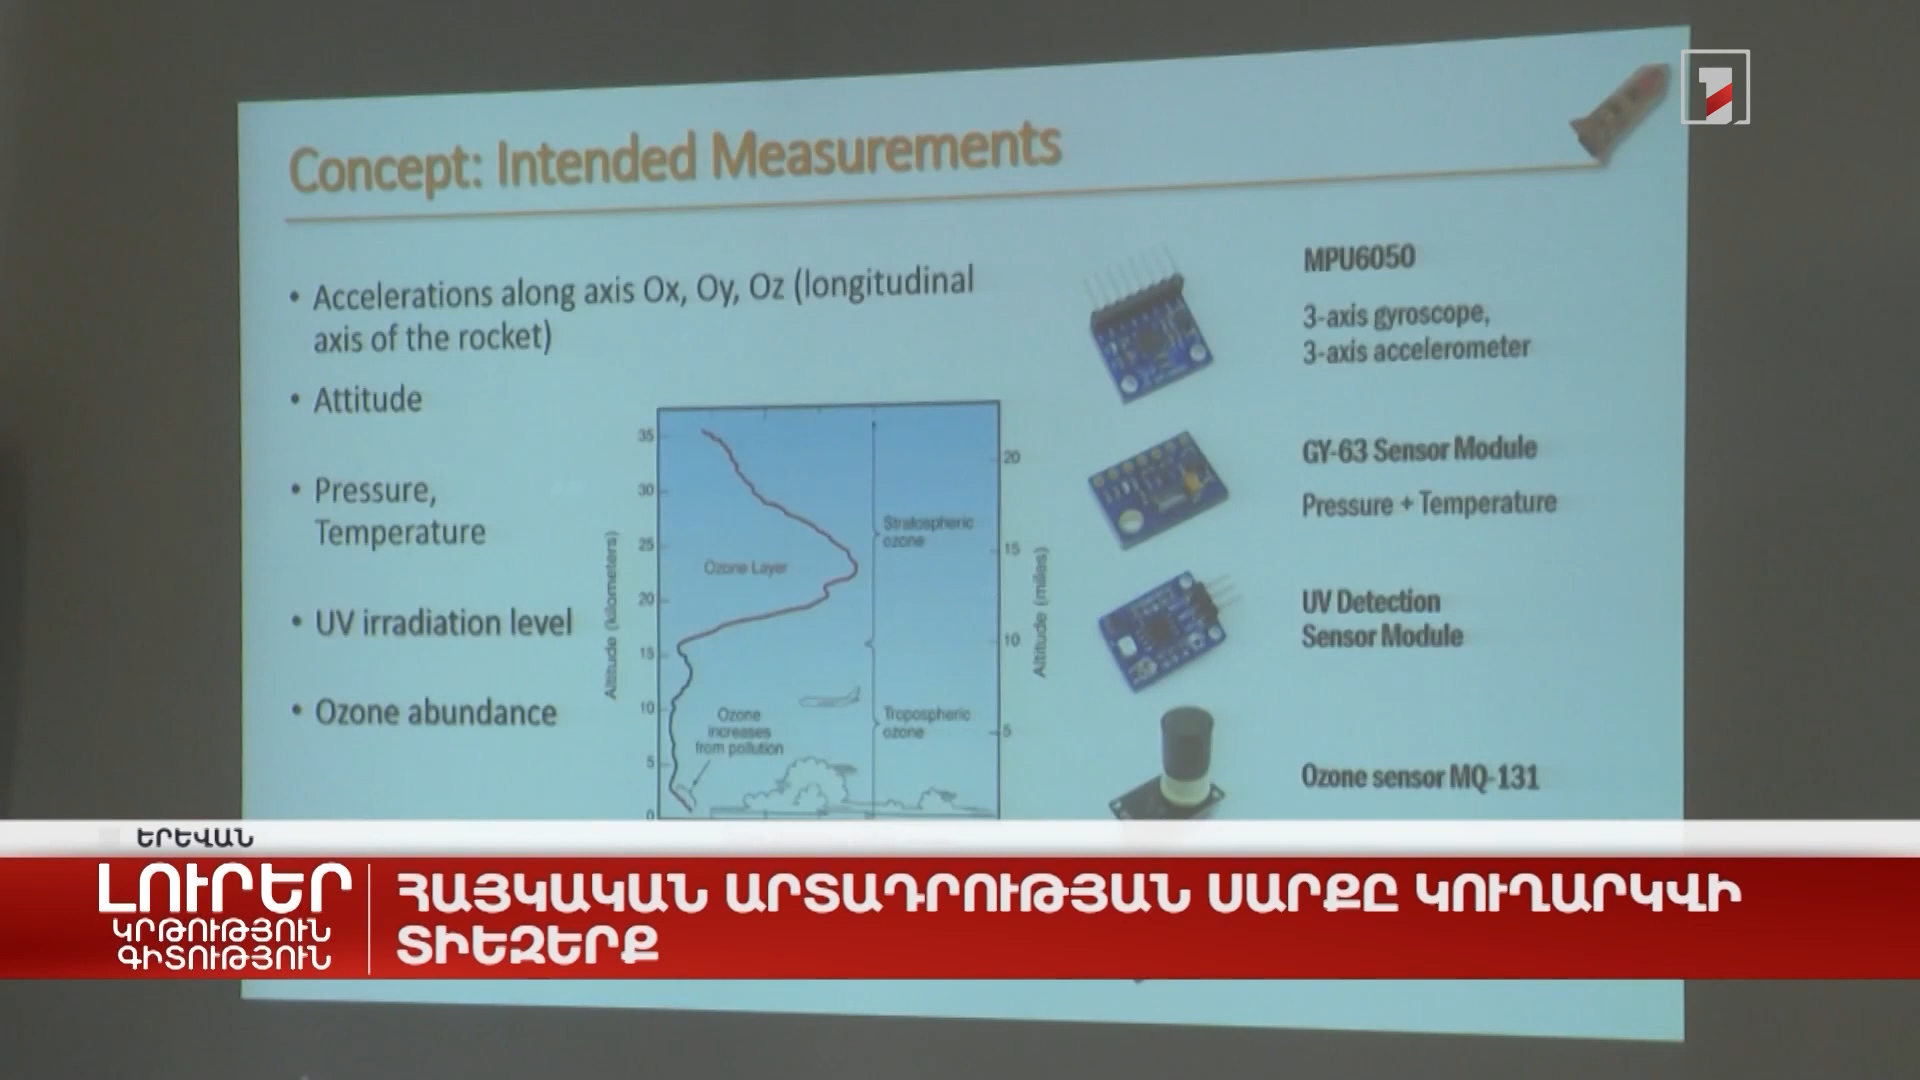 Concept: Intended Measurements
• Accelerations along axis Ox, Oy, Oz (longitudinal
axis of the rocket)
• Attitude
• Pressure,
Temperature
• UV irradiation level
• Ozone abundance
Altitude (kilometers)
35
30
25
20
15
10
5
0
Ozone Layer
Ozone
increases
from pollution
Stratospheric
ozone
Tropospheric
ozone
20
15
10
5
Altitude (miles)
MPU6050
3-axis gyroscope,
3-axis accelerometer
GY-63 Sensor Module
Pressure + Temperature
UV Detection
Sensor Module
Ozone sensor MQ-131
1
ԵՐԵՎԱՆ
ԼՈՒՐԵՐ
ԿՐԹՈՒԹՅՈՒՆ
ԳԻՏՈՒԹՅՈՒՆ
ՀԱՅԿԱԿԱՆ ԱՐՏԱԴՐՈՒԹՅԱՆ ՍԱՐՔԸ ԿՈՒՂԱՐԿՎԻ
ՏԻԵԶԵՐՔ